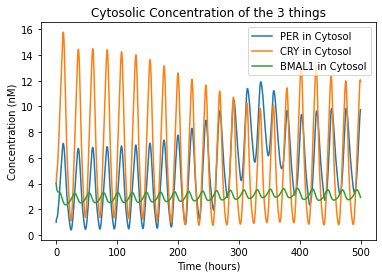 Cytosolic Concentration of the 3 things
Concentration (nM)
16
14
12
10
8
6
4
2
0
PER in Cytosol
CRY in Cytosol
BMAL1 in Cytosol
0
100
200
300
400
500
Time (hours)